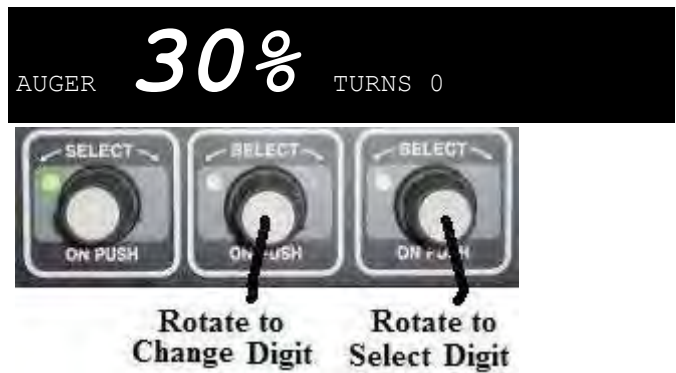 AUGER 30% TURNS 0
SELECT SELECT SELECT
ON PUSH ON PUSH ON PUSH
Rotate to Rotate to
Change Digit Select Digit